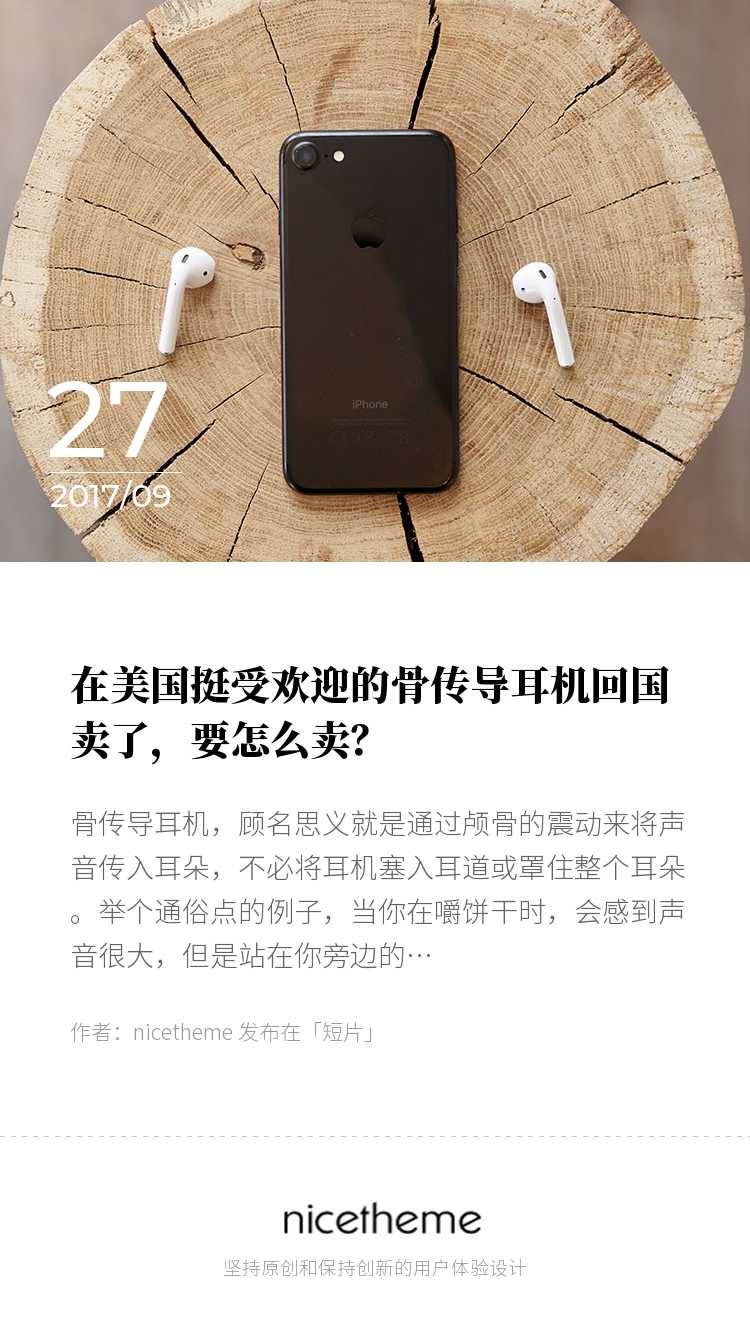 iPhone
27
2017/09
在美国挺受欢迎的骨传导耳机回国
卖了，要怎么卖？
骨传导耳机，顾名思义就是通过颅骨的震动来将声
音传入耳朵，不必将耳机塞入耳道或罩住整个耳朵
。举个通俗点的例子，当你在嚼饼干时，会感到声
音很大，但是站在你旁边的…
作者：nicetheme 发布在「短片」
nicetheme
坚持原创和保持创新的用户体验设计